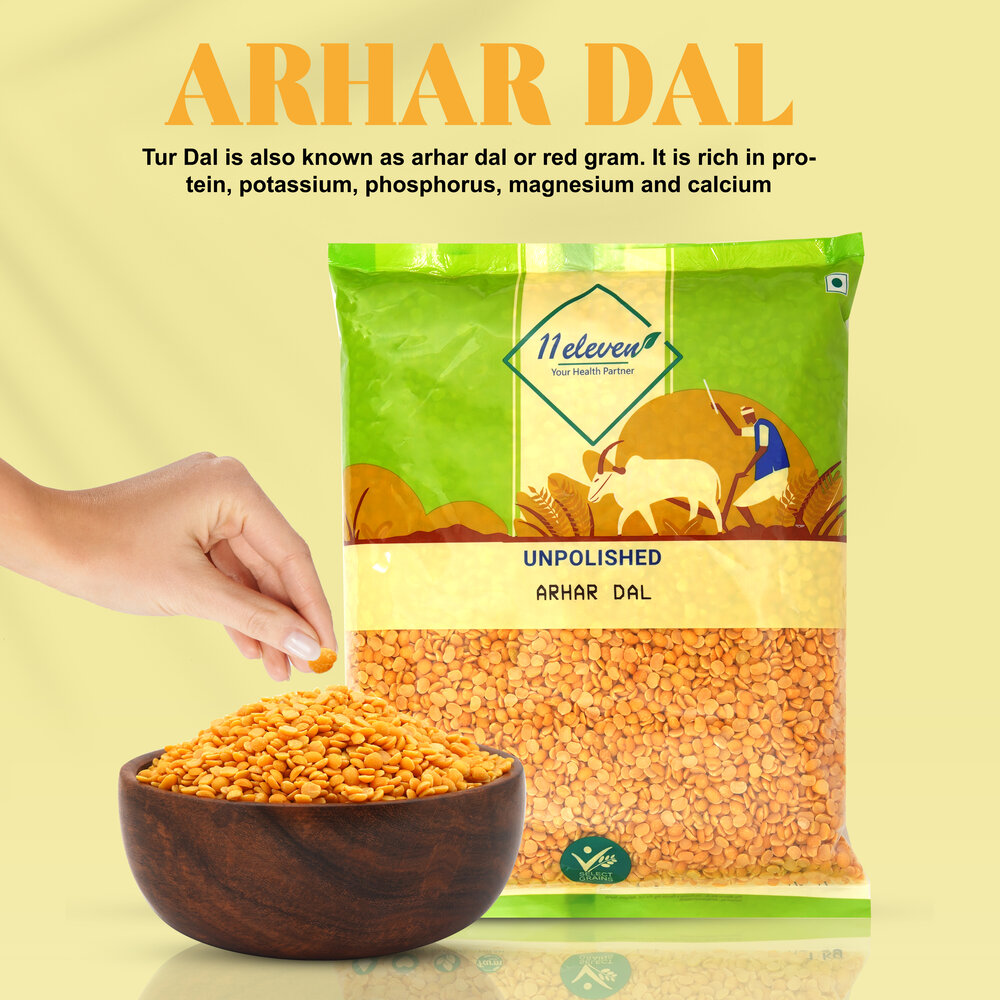 ARHAR DAL
Tur Dal is also known as arhar dal or red gram. It is rich in pro-
tein, potassium, phosphorus, magnesium and calcium
11eleven
Your Health Partner
UNPOLISHED
ARHAR DAL
SELECT
GRAINS